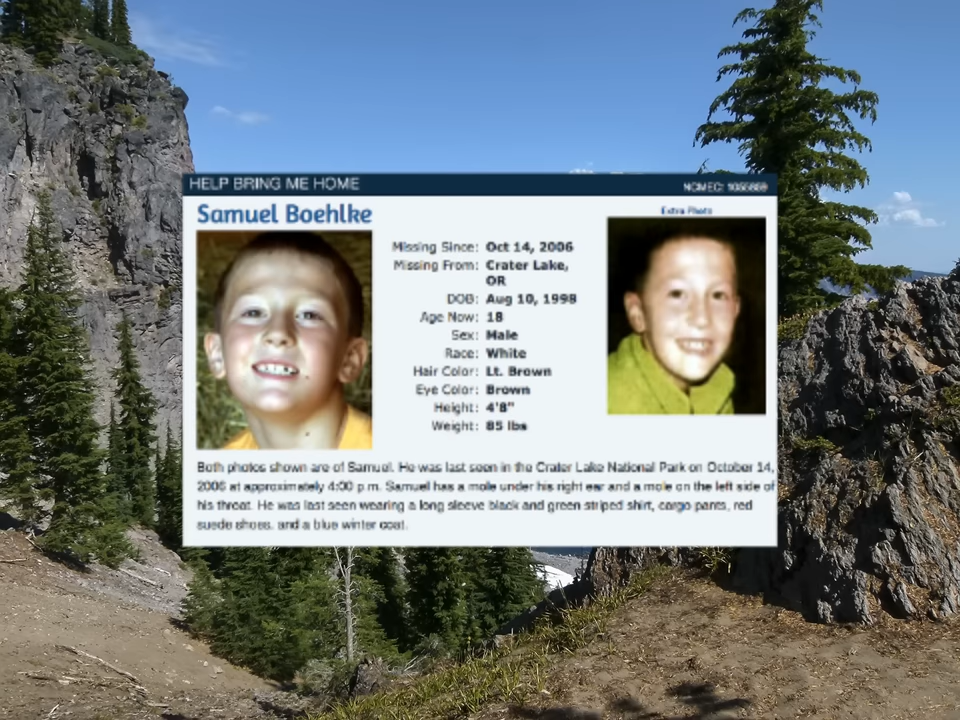 HELP BRING ME HOME
NCMEC:
Samuel Boehlke
Extra Photo
Missing Since: Oct 14, 2006
Missing From: Crater Lake,
OR
DOB: Aug 10, 1998
Age Now: 18
Sex: Male
Race: White
Hair Color: Lt. Brown
Eye Color: Brown
Height: 4'8"
Weight: 85 lbs
Both photos shown are of Samuel. He was last seen in the Crater Lake National Park on October 14,
2006 at approximately 4:00 p.m. Samuel has a mole under his right ear and a mole on the left side of
his throat. He was last seen wearing a long sleeve black and green striped shirt, cargo pants, red
suede shoes, and a blue winter coat.